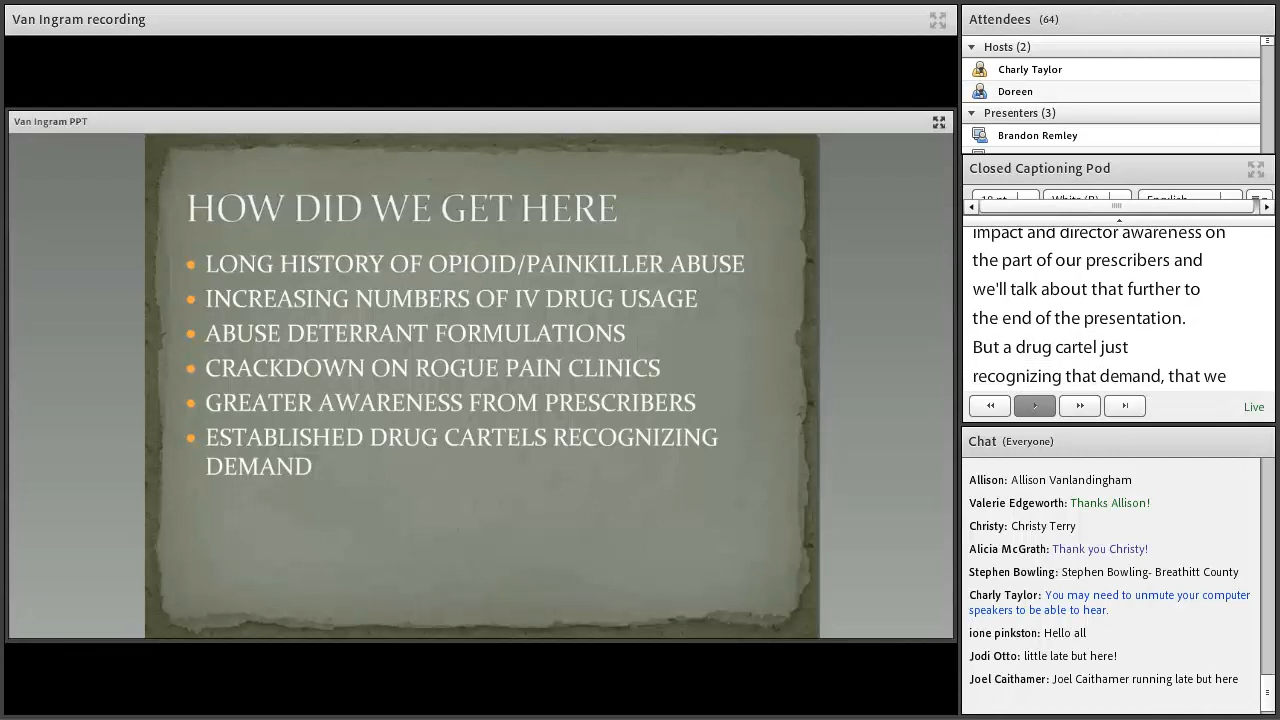 Van Ingram recording
Van Ingram PPT
HOW DID WE GET HERE
• LONG HISTORY OF OPIOID/PAINKILLER ABUSE
• INCREASING NUMBERS OF IV DRUG USAGE
• ABUSE DETERRANT FORMULATIONS
• CRACKDOWN ON ROGUE PAIN CLINICS
• GREATER AWARENESS FROM PRESCRIBERS
• ESTABLISHED DRUG CARTELS RECOGNIZING
DEMAND
Attendees (64)
Hosts (2)
Charly Taylor
Doreen
Presenters (3)
Brandon Remley
Closed Captioning Pod
impact and director awareness on
the part of our prescribers and
we'll talk about that further to
the end of the presentation.
But a drug cartel just
recognizing that demand, that we
Live
Chat (Everyone)
Allison: Allison Vanlandingham
Valerie Edgeworth: Thanks Allison!
Christy: Christy Terry
Alicia McGrath: Thank you Christy!
Stephen Bowling: Stephen Bowling- Breathitt County
Charly Taylor: You may need to unmute your computer
speakers to be able to hear.
ione pinkston: Hello all
Jodi Otto: little late but here!
Joel Caithamer: Joel Caithamer running late but here